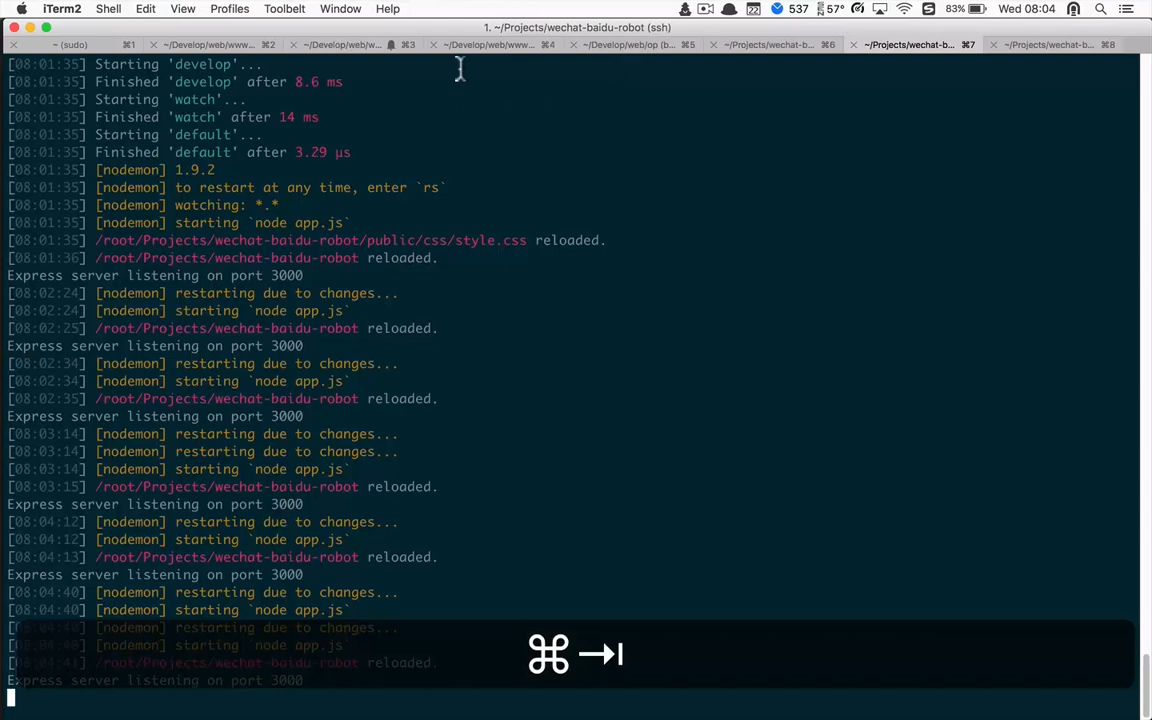 iTerm2 Shell Edit View Profiles Toolbelt Window Help 22 537 57° 83% Wed 08:04
1. ~/Projects/wechat-baidu-robot (ssh)
~ (sudo) ⌘1 ~/Develop/web/www... ⌘2 ~/Develop/web/w... ⌘3 ~/Develop/web/www... ⌘4 ~/Develop/web/op (b... ⌘5 ~/Projects/wechat-b... ⌘6 ~/Projects/wechat-b... ⌘7 ~/Projects/wechat-b... ⌘8
[08:01:35] Starting 'develop'...
[08:01:35] Finished 'develop' after 8.6 ms
[08:01:35] Starting 'watch'...
[08:01:35] Finished 'watch' after 14 ms
[08:01:35] Starting 'default'...
[08:01:35] Finished 'default' after 3.29 μs
[08:01:35] [nodemon] 1.9.2
[08:01:35] [nodemon] to restart at any time, enter `rs`
[08:01:35] [nodemon] watching: *.*
[08:01:35] [nodemon] starting `node app.js`
[08:01:35] /root/Projects/wechat-baidu-robot/public/css/style.css reloaded.
[08:01:36] /root/Projects/wechat-baidu-robot reloaded.
Express server listening on port 3000
[08:02:24] [nodemon] restarting due to changes...
[08:02:24] [nodemon] starting `node app.js`
[08:02:25] /root/Projects/wechat-baidu-robot reloaded.
Express server listening on port 3000
[08:02:34] [nodemon] restarting due to changes...
[08:02:34] [nodemon] starting `node app.js`
[08:02:35] /root/Projects/wechat-baidu-robot reloaded.
Express server listening on port 3000
[08:03:14] [nodemon] restarting due to changes...
[08:03:14] [nodemon] restarting due to changes...
[08:03:14] [nodemon] starting `node app.js`
[08:03:15] /root/Projects/wechat-baidu-robot reloaded.
Express server listening on port 3000
[08:04:12] [nodemon] restarting due to changes...
[08:04:12] [nodemon] starting `node app.js`
[08:04:13] /root/Projects/wechat-baidu-robot reloaded.
Express server listening on port 3000
[08:04:40] [nodemon] restarting due to changes...
[08:04:40] [nodemon] starting `node app.js`
[08:04:40] [nodemon] restarting due to changes...
[08:04:40] [nodemon] starting `node app.js`
[08:04:41] /root/Projects/wechat-baidu-robot reloaded.
Express server listening on port 3000
⌘⇥